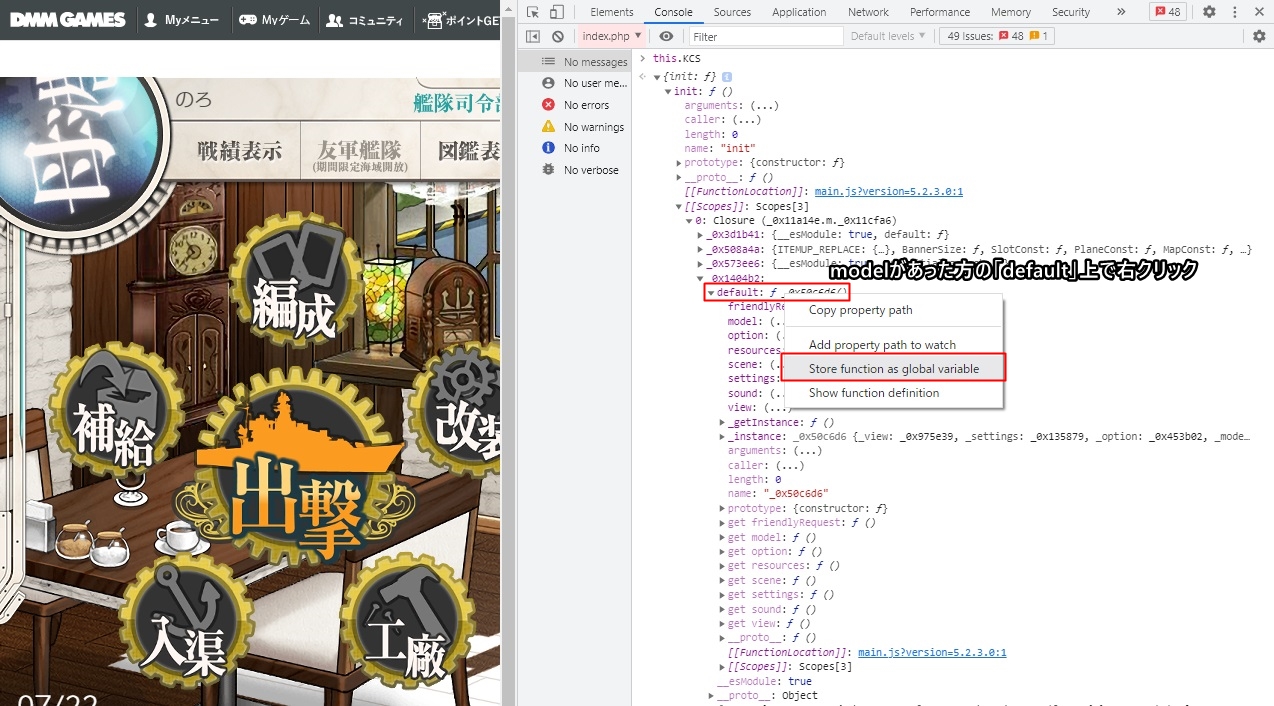 DMM GAMES
Myメニュー
Myゲーム
コミュニティ
ポイントGE
のろ
艦隊司令部
戦績表示
友軍艦隊
(期間限定海域開放)
図鑑表
母港
編成
補給
出撃
改装
入渠
工廠
07/22
Elements
Console
Sources
Application
Network
Performance
Memory
Security
»
48
index.php
Filter
Default levels
49 Issues:
48
1
No messages
No user me...
No errors
No warnings
No info
No verbose
this.KCS
{init: ƒ}
init: ƒ ()
arguments: (...)
caller: (...)
length: 0
name: "init"
prototype: {constructor: ƒ}
__proto__: ƒ ()
[[FunctionLocation]]: main.js?version=5.2.3.0:1
[[Scopes]]: Scopes[3]
0: Closure (_0x11a14e.m._0x11cfa6)
_0x3d1b41: {__esModule: true, default: ƒ}
_0x508a4a: {ITEMUP_REPLACE: {…}, BannerSize: ƒ, SlotConst: ƒ, PlaneConst: ƒ, MapConst: ƒ, …}
_0x573ee6: {__esModule: true,
modelがあった方の「default」上で右クリック
_0x1404b2:
default: ƒ _0x50c6d6()
friendlyRe
model: (..
option: (.
resources
scene: (..
settings:
sound: (..
view: (...)
Copy property path
Add property path to watch
Store function as global variable
Show function definition
_getInstance: ƒ ()
_instance: _0x50c6d6 {_view: _0x975e39, _settings: _0x135879, _option: _0x453b02, _mode…
arguments: (...)
caller: (...)
length: 0
name: "_0x50c6d6"
prototype: {constructor: ƒ}
get friendlyRequest: ƒ ()
get model: ƒ ()
get option: ƒ ()
get resources: ƒ ()
get scene: ƒ ()
get settings: ƒ ()
get sound: ƒ ()
get view: ƒ ()
__proto__: ƒ ()
[[FunctionLocation]]: main.js?version=5.2.3.0:1
[[Scopes]]: Scopes[3]
__esModule: true
__proto__: Object